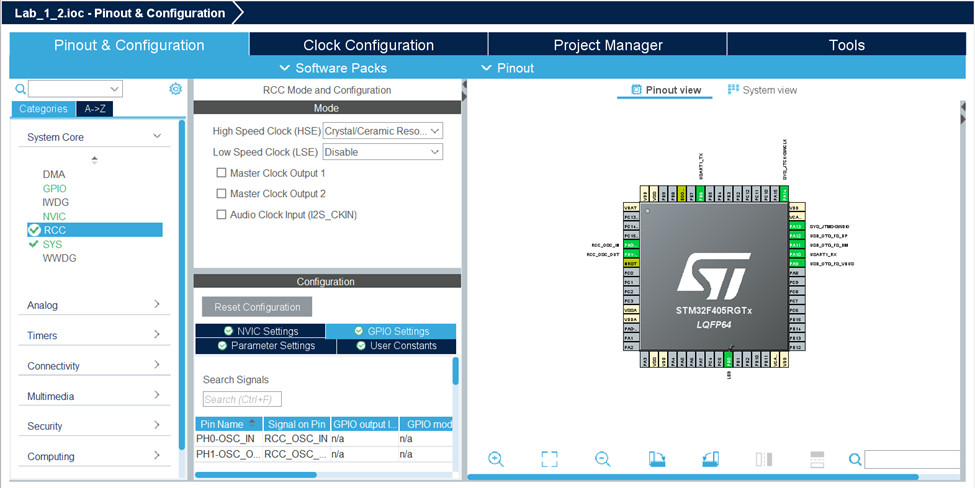 Lab_1_2.ioc - Pinout & Configuration
Pinout & Configuration
Clock Configuration
Project Manager
Tools
Software Packs
Pinout
Categories
A->Z
System Core
DMA
GPIO
IWDG
NVIC
RCC
SYS
WWDG
Analog
Timers
Connectivity
Multimedia
Security
Computing
RCC Mode and Configuration
Mode
High Speed Clock (HSE) Crystal/Ceramic Reso...
Low Speed Clock (LSE) Disable
Master Clock Output 1
Master Clock Output 2
Audio Clock Input (I2S_CKIN)
Configuration
Reset Configuration
NVIC Settings
GPIO Settings
Parameter Settings
User Constants
Search Signals
Search (Ctrl+F)
Pin Name Signal on Pin GPIO output l... GPIO mod
PH0-OSC_IN RCC_OSC_IN n/a n/a
PH1-OSC_O... RCC_OSC_... n/a n/a
Pinout view
System view
USART1_TX
SYS_JTCK-SWCLK
VBAT
PC13..
PC14..
PC15..
RCC_OSC_IN PH0-..
RCC_OSC_OUT PH1-..
NRST
PC0
PC1
PC2
PC3
VSSA
VDDA
PA0-..
PA1
PA2
VDD
VCA..
PA13 SYS_JTMS-SWDIO
PA12 USB_OTG_FS_DP
PA11 USB_OTG_FS_DM
PA10 USART1_RX
PA9 USB_OTG_FS_VBUS
PA8
PC9
PC8
PC7
PC6
PB15
PB14
PB13
PB12
ST
STM32F405RGTx
LQFP64
LED